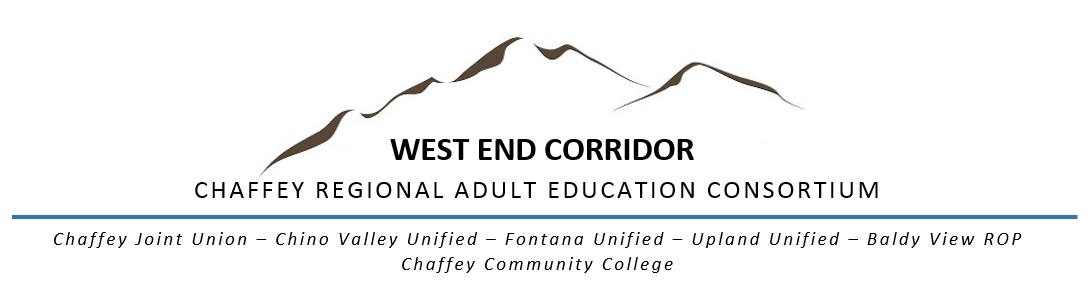 WEST END CORRIDOR
CHAFFEY REGIONAL ADULT EDUCATION CONSORTIUM
Chaffey Joint Union – Chino Valley Unified – Fontana Unified – Upland Unified – Baldy View ROP
Chaffey Community College